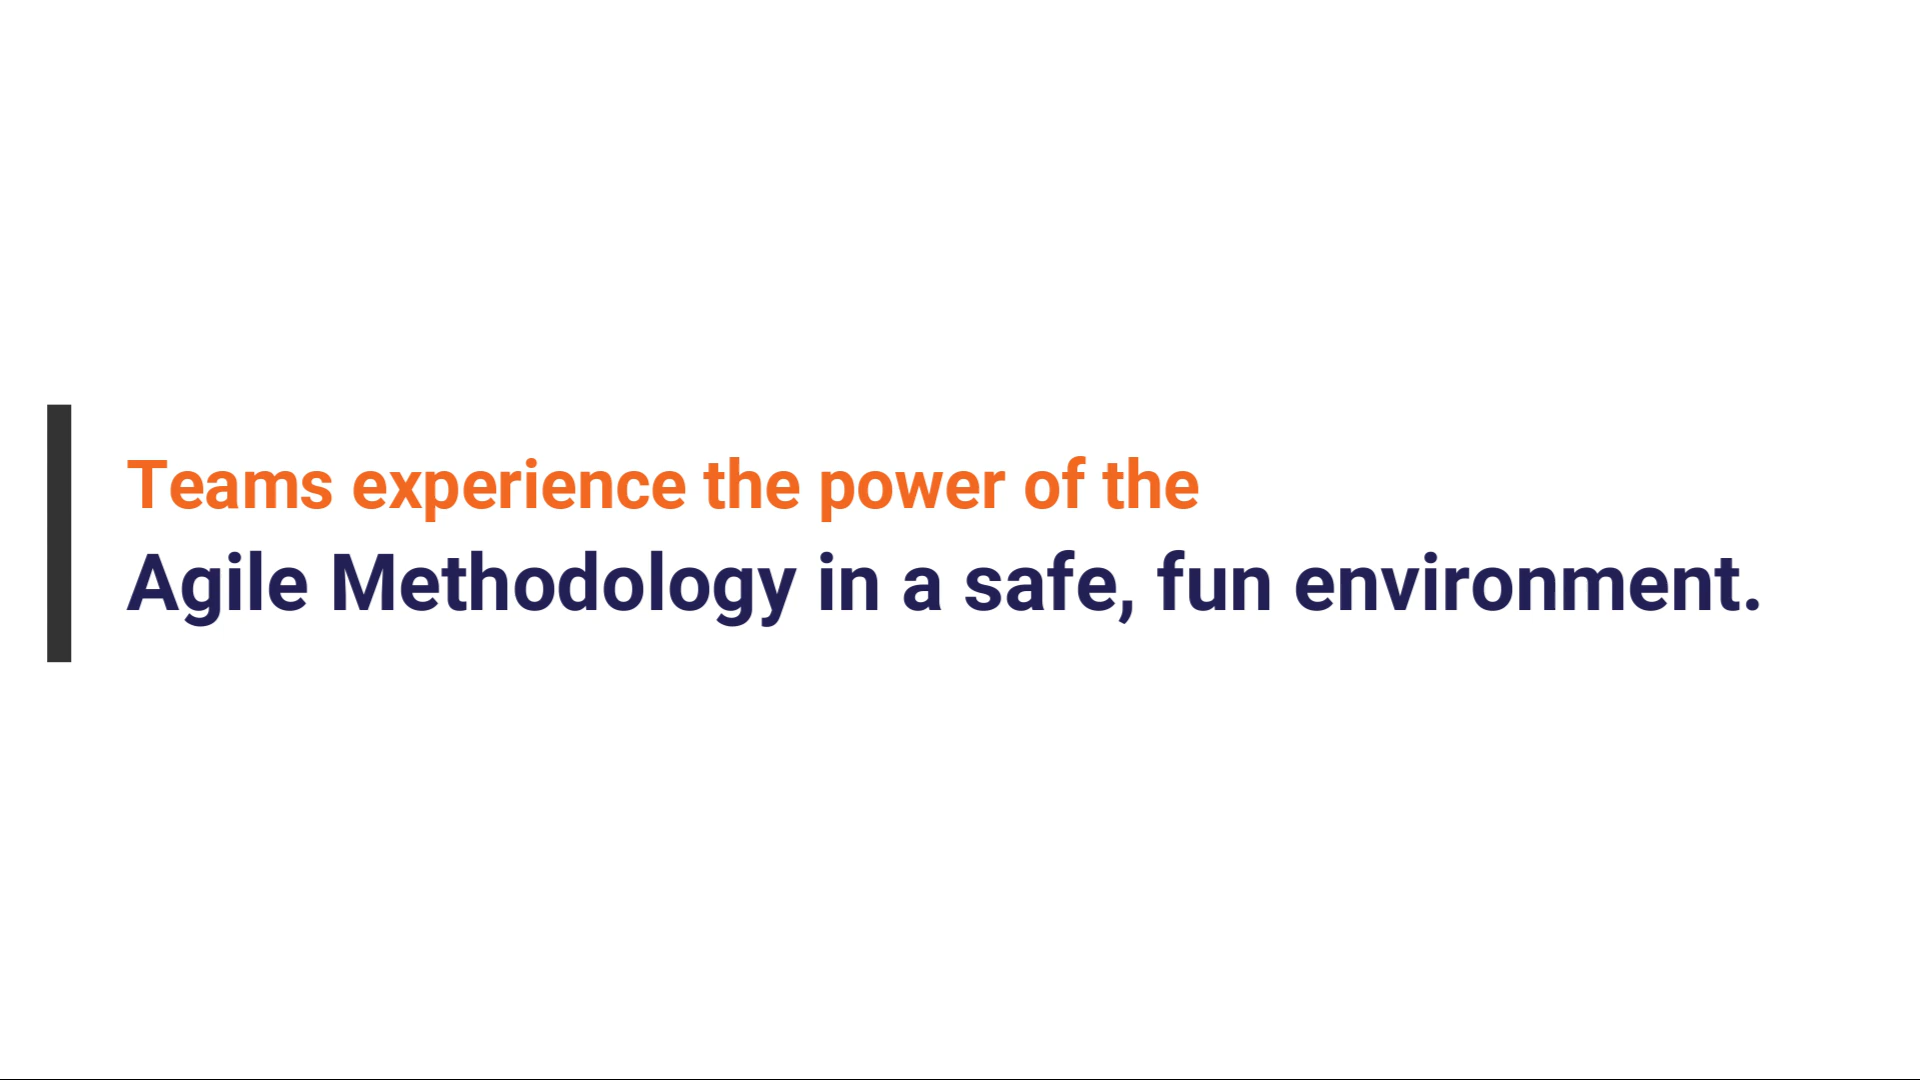 Teams experience the power of the
Agile Methodology in a safe, fun environment.